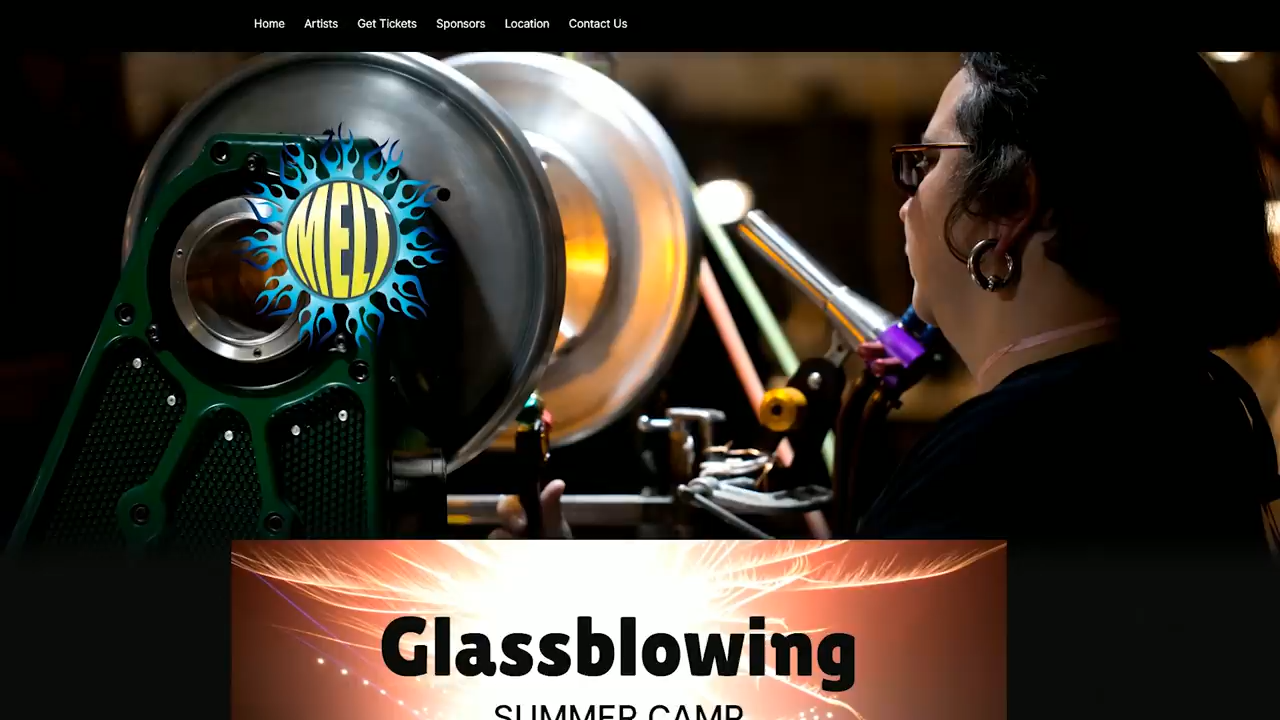 Home Artists Get Tickets Sponsors Location Contact Us
MELT
Glassblowing
SUMMER CAMP